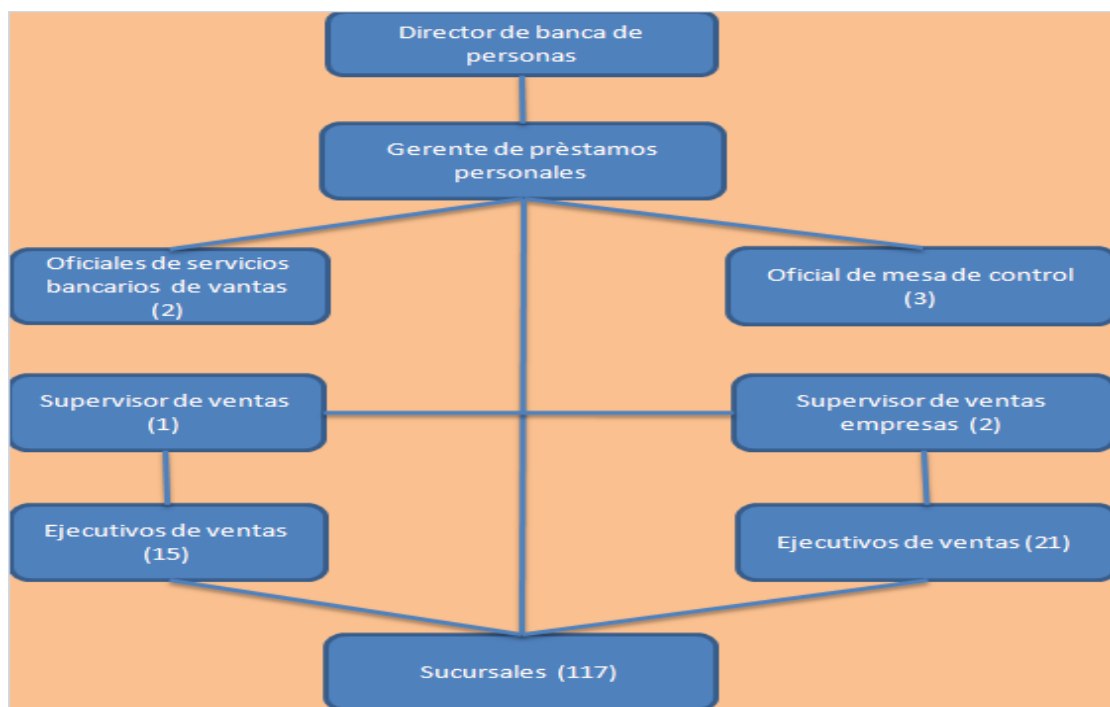 Director de banca de
personas
Gerente de prèstamos
personales
Oficiales de servicios
bancarios de vantas
(2)
Oficial de mesa de control
(3)
Supervisor de ventas
(1)
Supervisor de ventas
empresas (2)
Ejecutivos de ventas
(15)
Ejecutivos de ventas (21)
Sucursales (117)